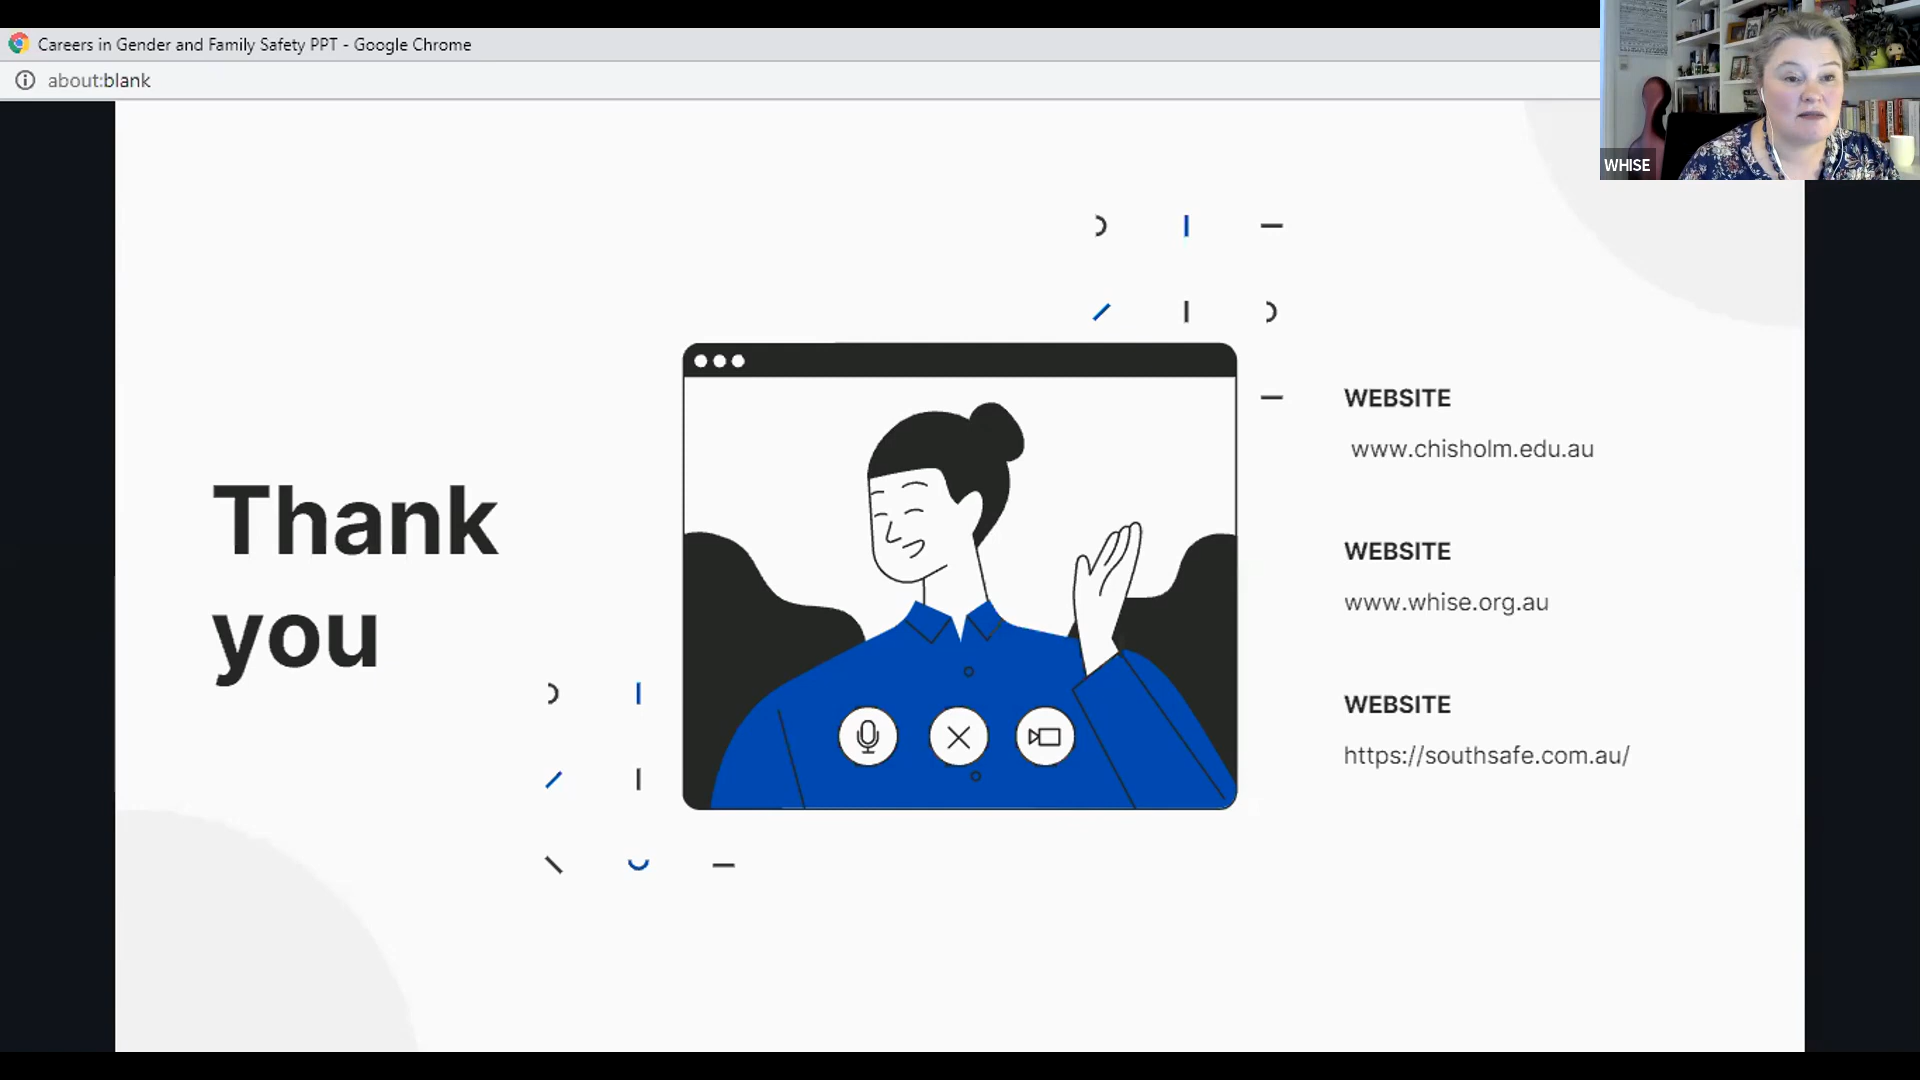 Careers in Gender and Family Safety PPT - Google Chrome
about:blank
WHISE
Thank
you
WEBSITE
www.chisholm.edu.au
WEBSITE
www.whise.org.au
WEBSITE
https://southsafe.com.au/